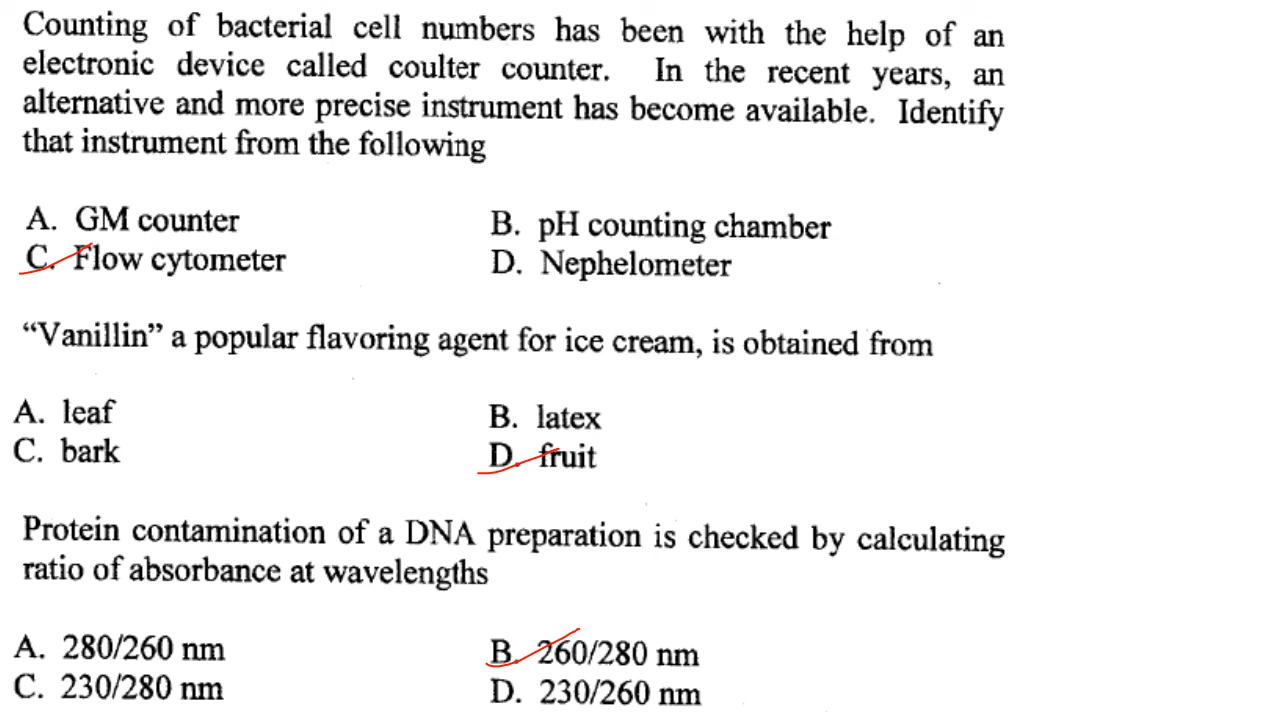 Counting of bacterial cell numbers has been with the help of an
electronic device called coulter counter. In the recent years, an
alternative and more precise instrument has become available. Identify
that instrument from the following
A. GM counter B. pH counting chamber
C. Flow cytometer D. Nephelometer
“Vanillin” a popular flavoring agent for ice cream, is obtained from
A. leaf B. latex
C. bark D. fruit
Protein contamination of a DNA preparation is checked by calculating
ratio of absorbance at wavelengths
A. 280/260 nm B. 260/280 nm
C. 230/280 nm D. 230/260 nm